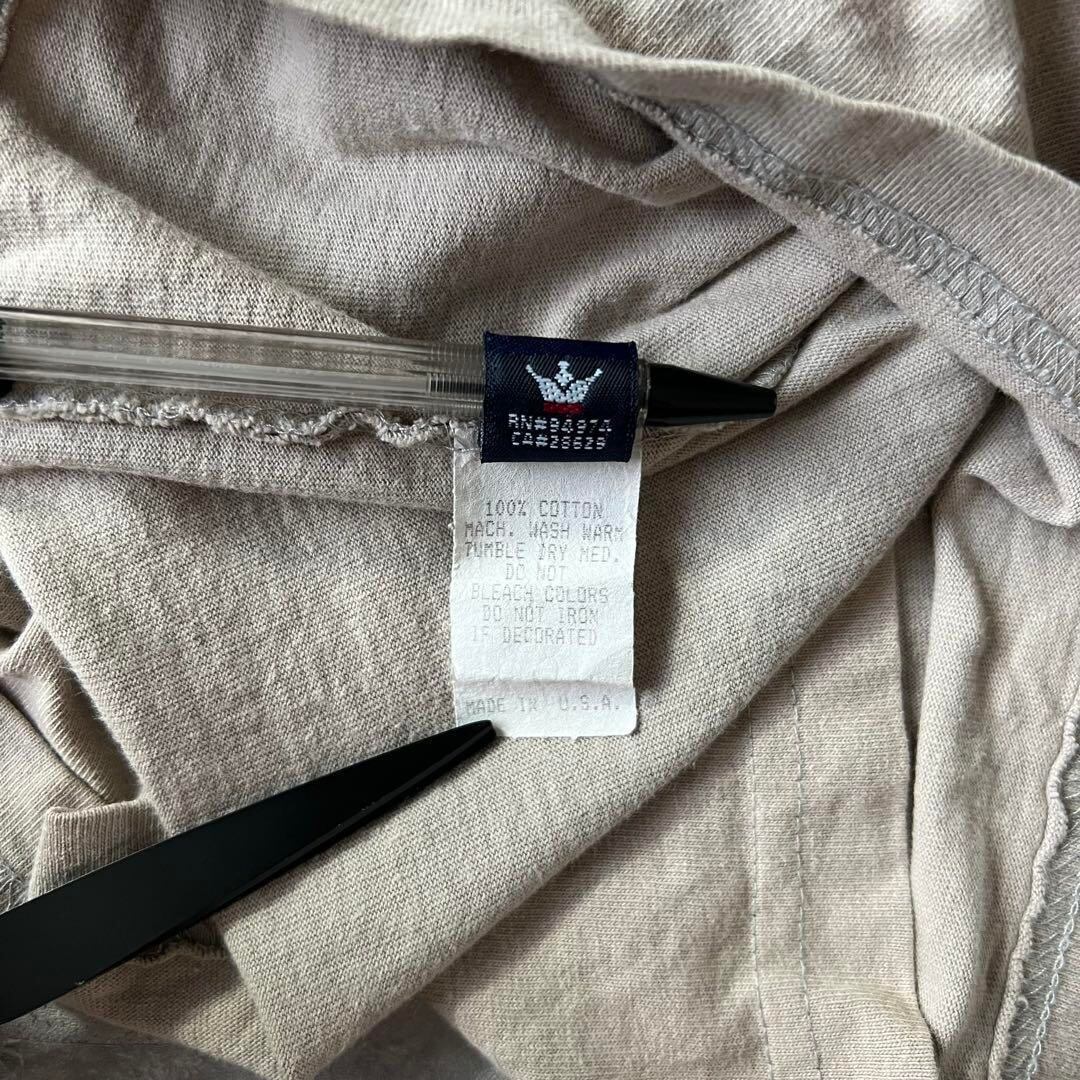 RN#94974
CA#28629
100% COTTON
MACH. WASH WARM
TUMBLE DRY MED.
DO NOT
BLEACH COLORS
DO NOT IRON
IF DECORATED
MADE IN U.S.A.